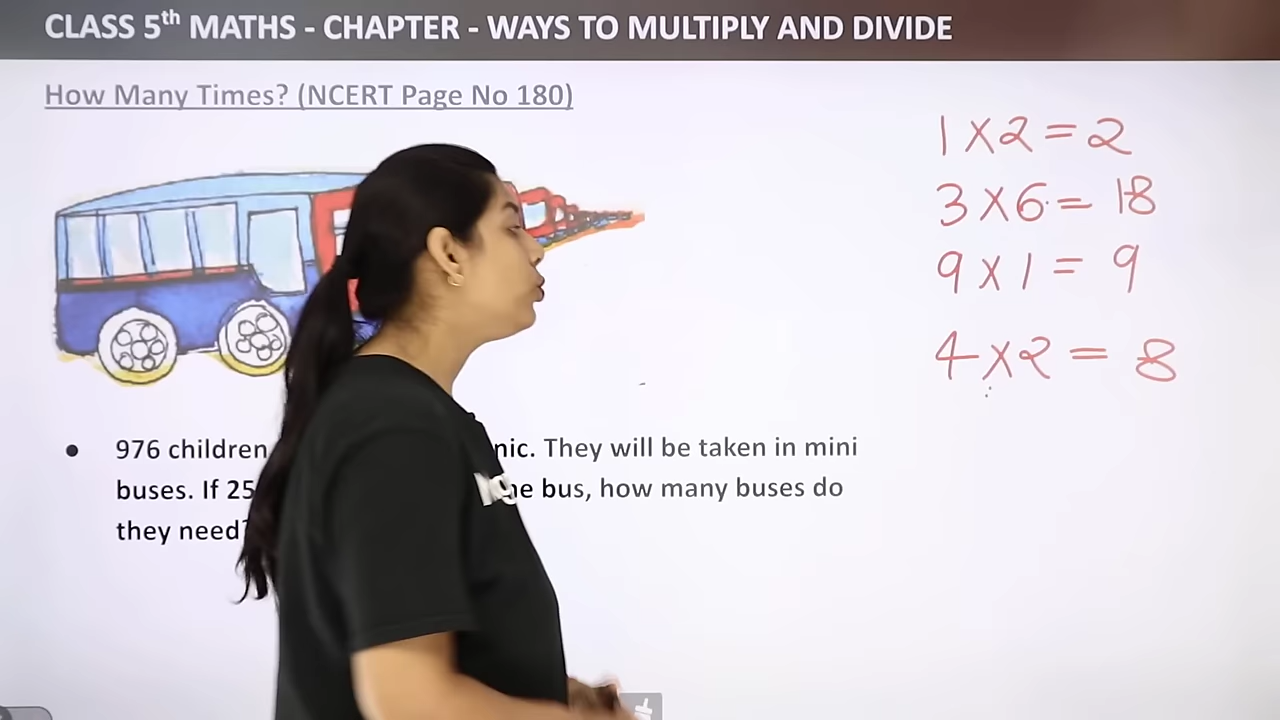 CLASS 5th MATHS - CHAPTER - WAYS TO MULTIPLY AND DIVIDE
How Many Times? (NCERT Page No 180)
1 X 2 = 2
3 X 6 = 18
9 X 1 = 9
4 X 2 = 8
976 children nic. They will be taken in mini
buses. If 25 bus, how many buses do
they need?